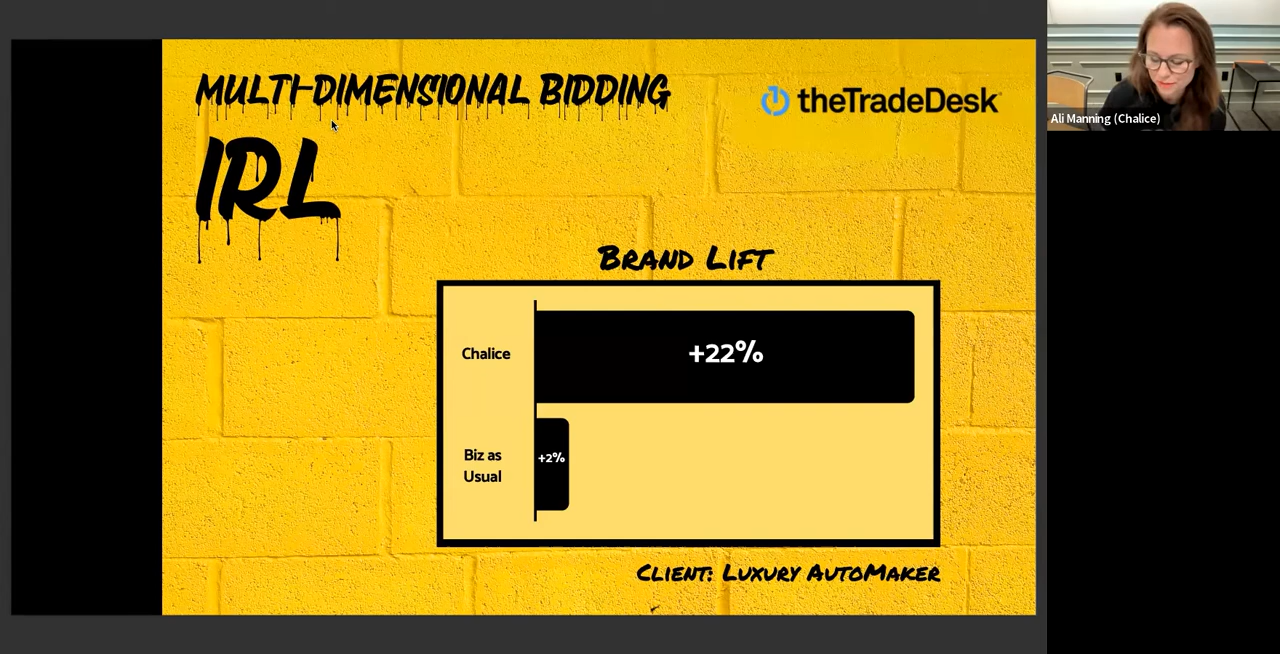 MULTI-DIMENSIONAL BIDDING
IRL
theTradeDesk
BRAND LIFT
Chalice
+22%
Biz as
Usual
+2%
CLIENT: LUXURY AUTOMAKER
Ali Manning (Chalice)